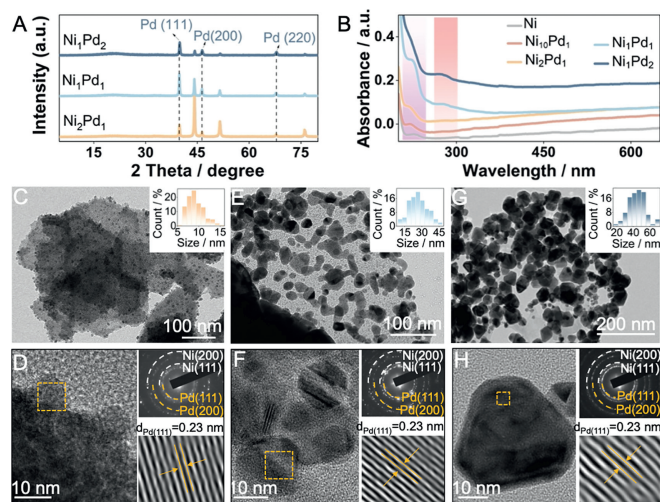 A
Pd (111)
Pd(200)
Pd (220)
Ni₁Pd₂
Ni₁Pd₁
Ni₂Pd₁
Intensity (a.u.)
15 30 45 60 75
2 Theta / degree
B
Ni
Ni₁₀Pd₁
Ni₂Pd₁
Ni₁Pd₁
Ni₁Pd₂
Absorbance (a.u.)
0.4
0.2
0.0
300 450 600
Wavelength / nm
C
Count / %
20
10
0
5 10 15
Size / nm
100 nm
E
Count / %
16
8
0
15 30 45
Size / nm
100 nm
G
Count / %
16
8
0
20 40 60
Size / nm
200 nm
D
10 nm
Ni(200)
Ni(111)
Pd(111)
Pd(200)
dPd(111)=0.23 nm
F
10 nm
Ni(200)
Ni(111)
Pd(111)
Pd(200)
dPd(111)=0.23 nm
H
10 nm
Ni(200)
Ni(111)
Pd(111)
Pd(200)
dPd(111)=0.23 nm